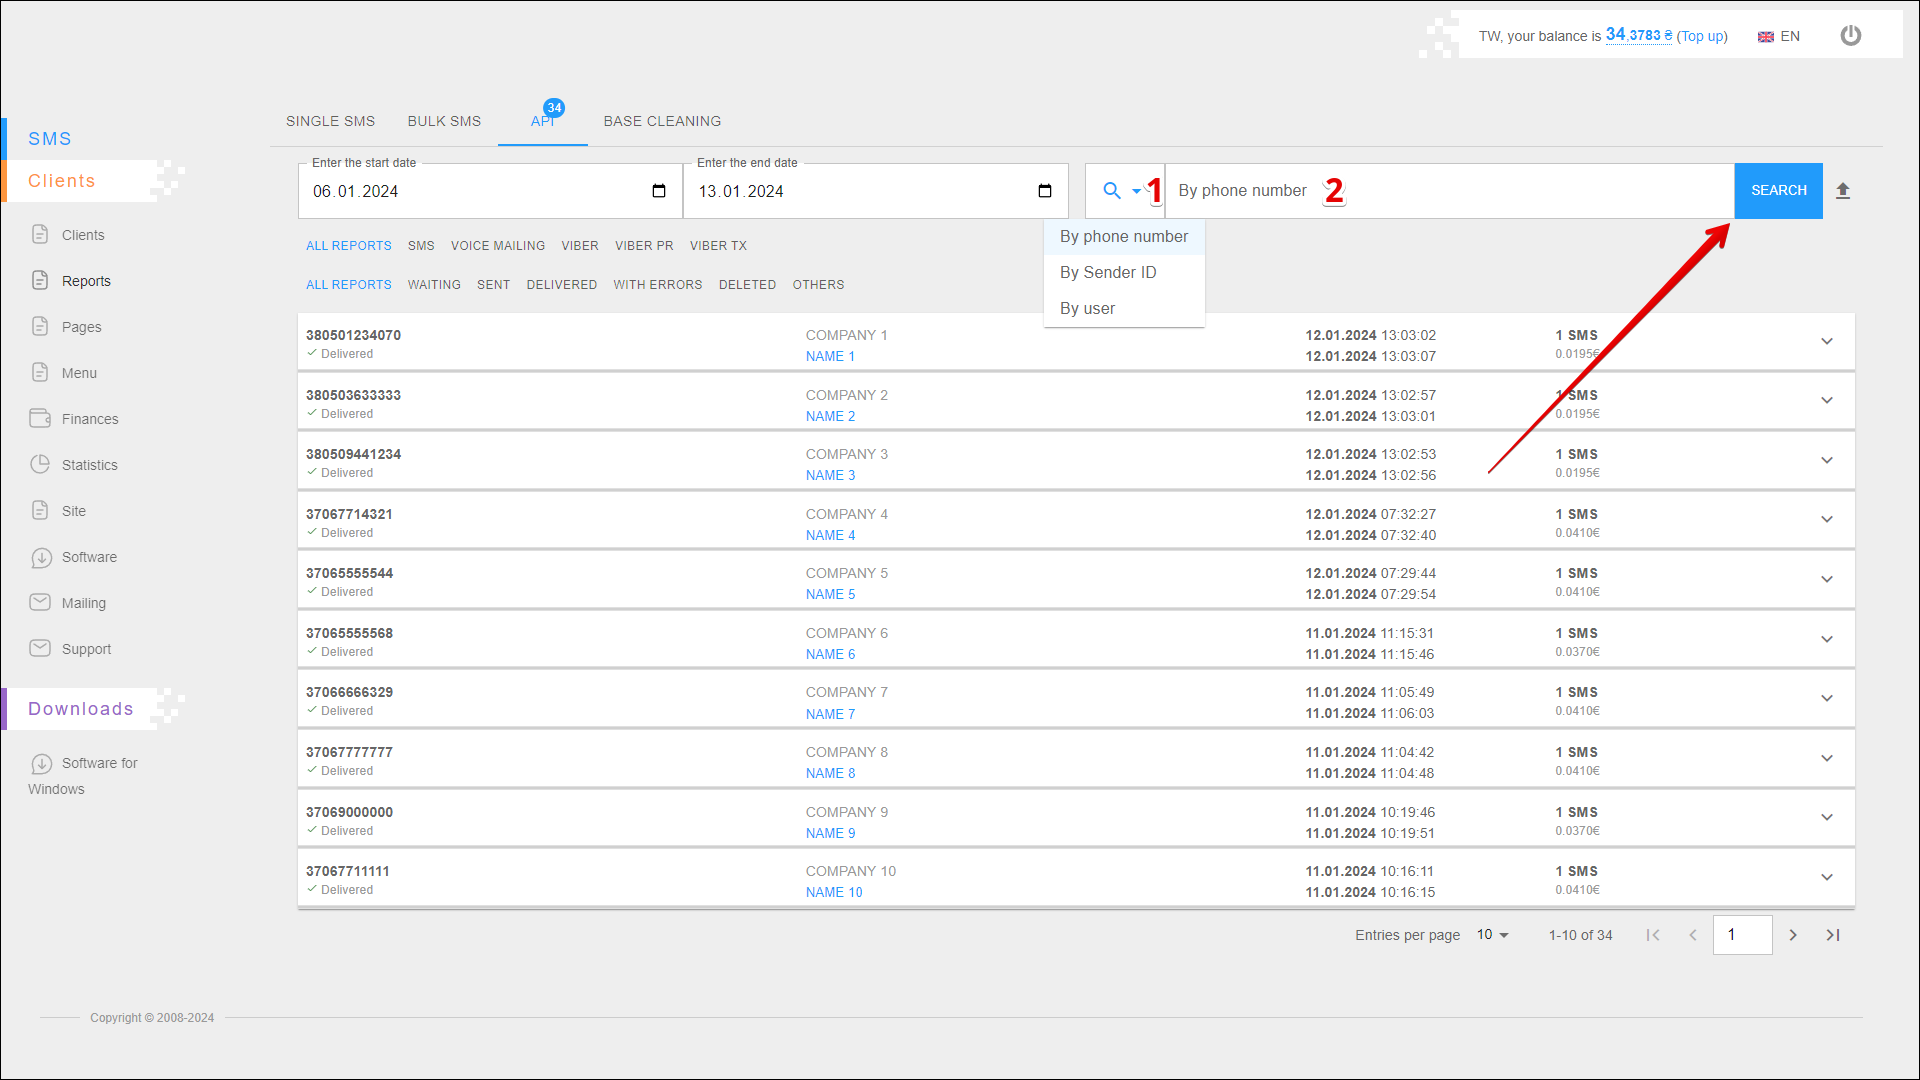 TW, your balance is 34,3783 ₴ (Top up) EN
SINGLE SMS BULK SMS API 34 BASE CLEANING
SMS
Clients
Clients
Reports
Pages
Menu
Finances
Statistics
Site
Software
Mailing
Support
Downloads
Software for
Windows
Enter the start date Enter the end date
06.01.2024 13.01.2024 1 By phone number 2 SEARCH
By phone number
By Sender ID
By user
ALL REPORTS SMS VOICE MAILING VIBER VIBER PR VIBER TX
ALL REPORTS WAITING SENT DELIVERED WITH ERRORS DELETED OTHERS
380501234070 COMPANY 1 12.01.2024 13:03:02 1 SMS
Delivered NAME 1 12.01.2024 13:03:07 0.0195€
380503633333 COMPANY 2 12.01.2024 13:02:57 1 SMS
Delivered NAME 2 12.01.2024 13:03:01 0.0195€
380509441234 COMPANY 3 12.01.2024 13:02:53 1 SMS
Delivered NAME 3 12.01.2024 13:02:56 0.0195€
37067714321 COMPANY 4 12.01.2024 07:32:27 1 SMS
Delivered NAME 4 12.01.2024 07:32:40 0.0410€
37065555544 COMPANY 5 12.01.2024 07:29:44 1 SMS
Delivered NAME 5 12.01.2024 07:29:54 0.0410€
37065555568 COMPANY 6 11.01.2024 11:15:31 1 SMS
Delivered NAME 6 11.01.2024 11:15:46 0.0370€
37066666329 COMPANY 7 11.01.2024 11:05:49 1 SMS
Delivered NAME 7 11.01.2024 11:06:03 0.0410€
37067777777 COMPANY 8 11.01.2024 11:04:42 1 SMS
Delivered NAME 8 11.01.2024 11:04:48 0.0410€
37069000000 COMPANY 9 11.01.2024 10:19:46 1 SMS
Delivered NAME 9 11.01.2024 10:19:51 0.0370€
37067711111 COMPANY 10 11.01.2024 10:16:11 1 SMS
Delivered NAME 10 11.01.2024 10:16:15 0.0410€
Entries per page 10 1-10 of 34 1
Copyright © 2008-2024